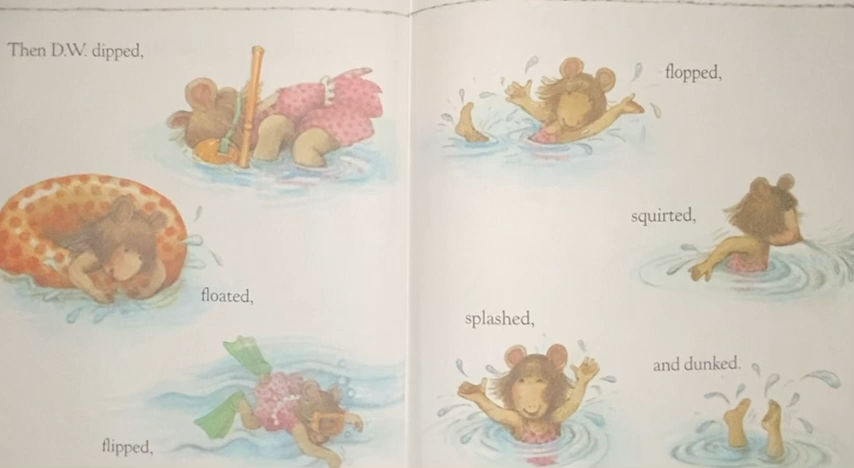 Then D.W. dipped,
floated,
flipped,
flopped,
squirted,
splashed,
and dunked.